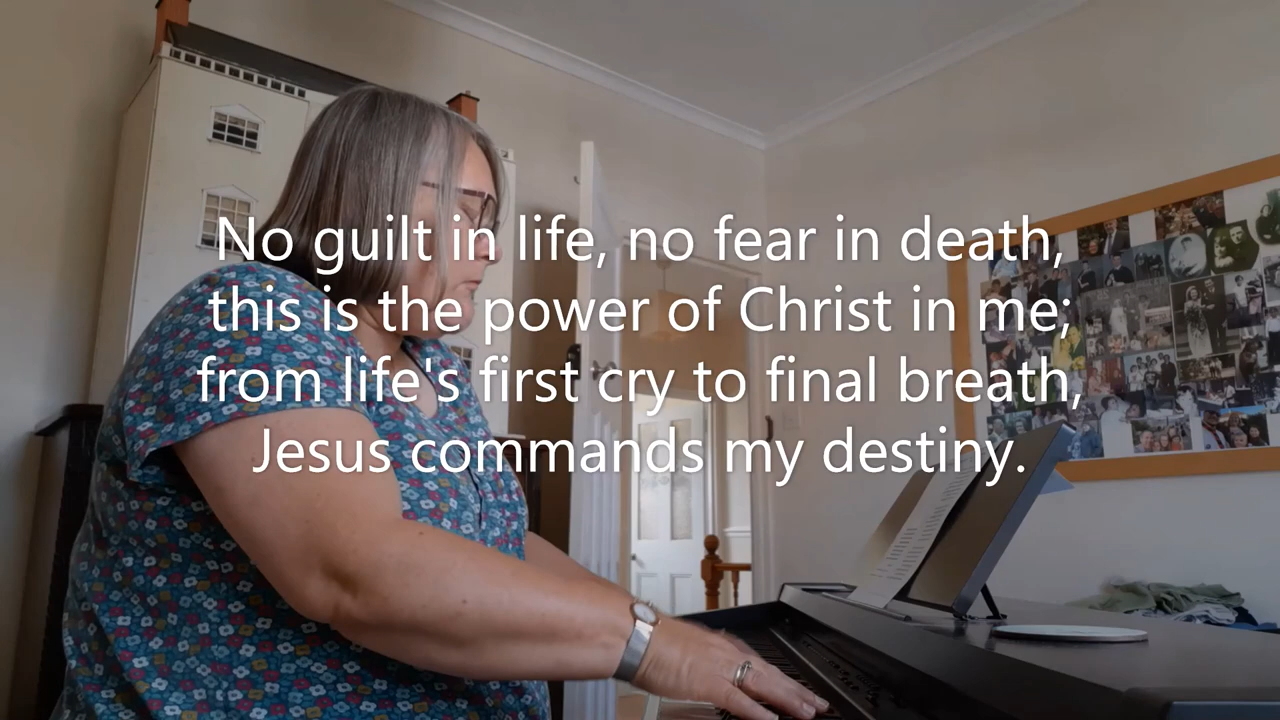 No guilt in life, no fear in death,
this is the power of Christ in me;
from life's first cry to final breath,
Jesus commands my destiny.